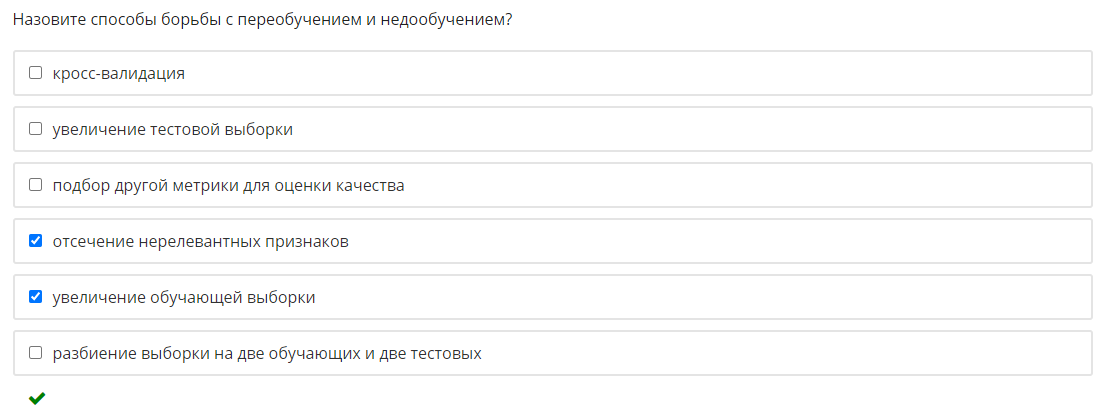 Назовите способы борьбы с переобучением и недообучением?
кросс-валидация
увеличение тестовой выборки
подбор другой метрики для оценки качества
отсечение нерелевантных признаков
увеличение обучающей выборки
разбиение выборки на две обучающих и две тестовых